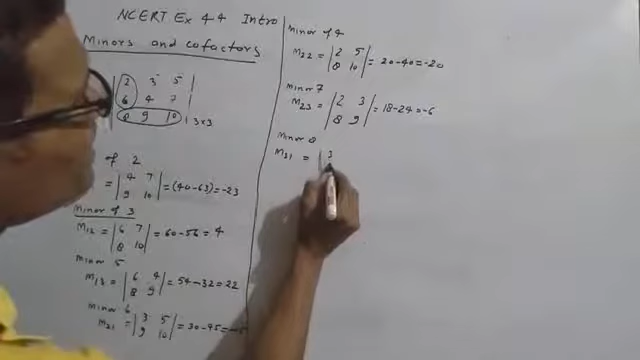 NCERT Ex 4.4 Intro
Minors and cofactors
| 2 3 5 |
| 6 4 7 |
| 8 9 10 | 3×3
of 2
= | 4 7 | = (40-63) = -23
| 9 10 |
Minor of 3
M12 = | 6 7 | = 60-56 = 4
| 8 10 |
Minor 5
M13 = | 6 4 | = 54-32 = 22
| 8 9 |
Minor 6
M21 = | 3 5 | = 30-45 =
| 9 10 |
Minor of 4
M22 = | 2 5 | = 20-40 = -20
| 8 10 |
Minor 7
M23 = | 2 3 | = 18-24 = -6
| 8 9 |
Minor 8
M31 = | 3